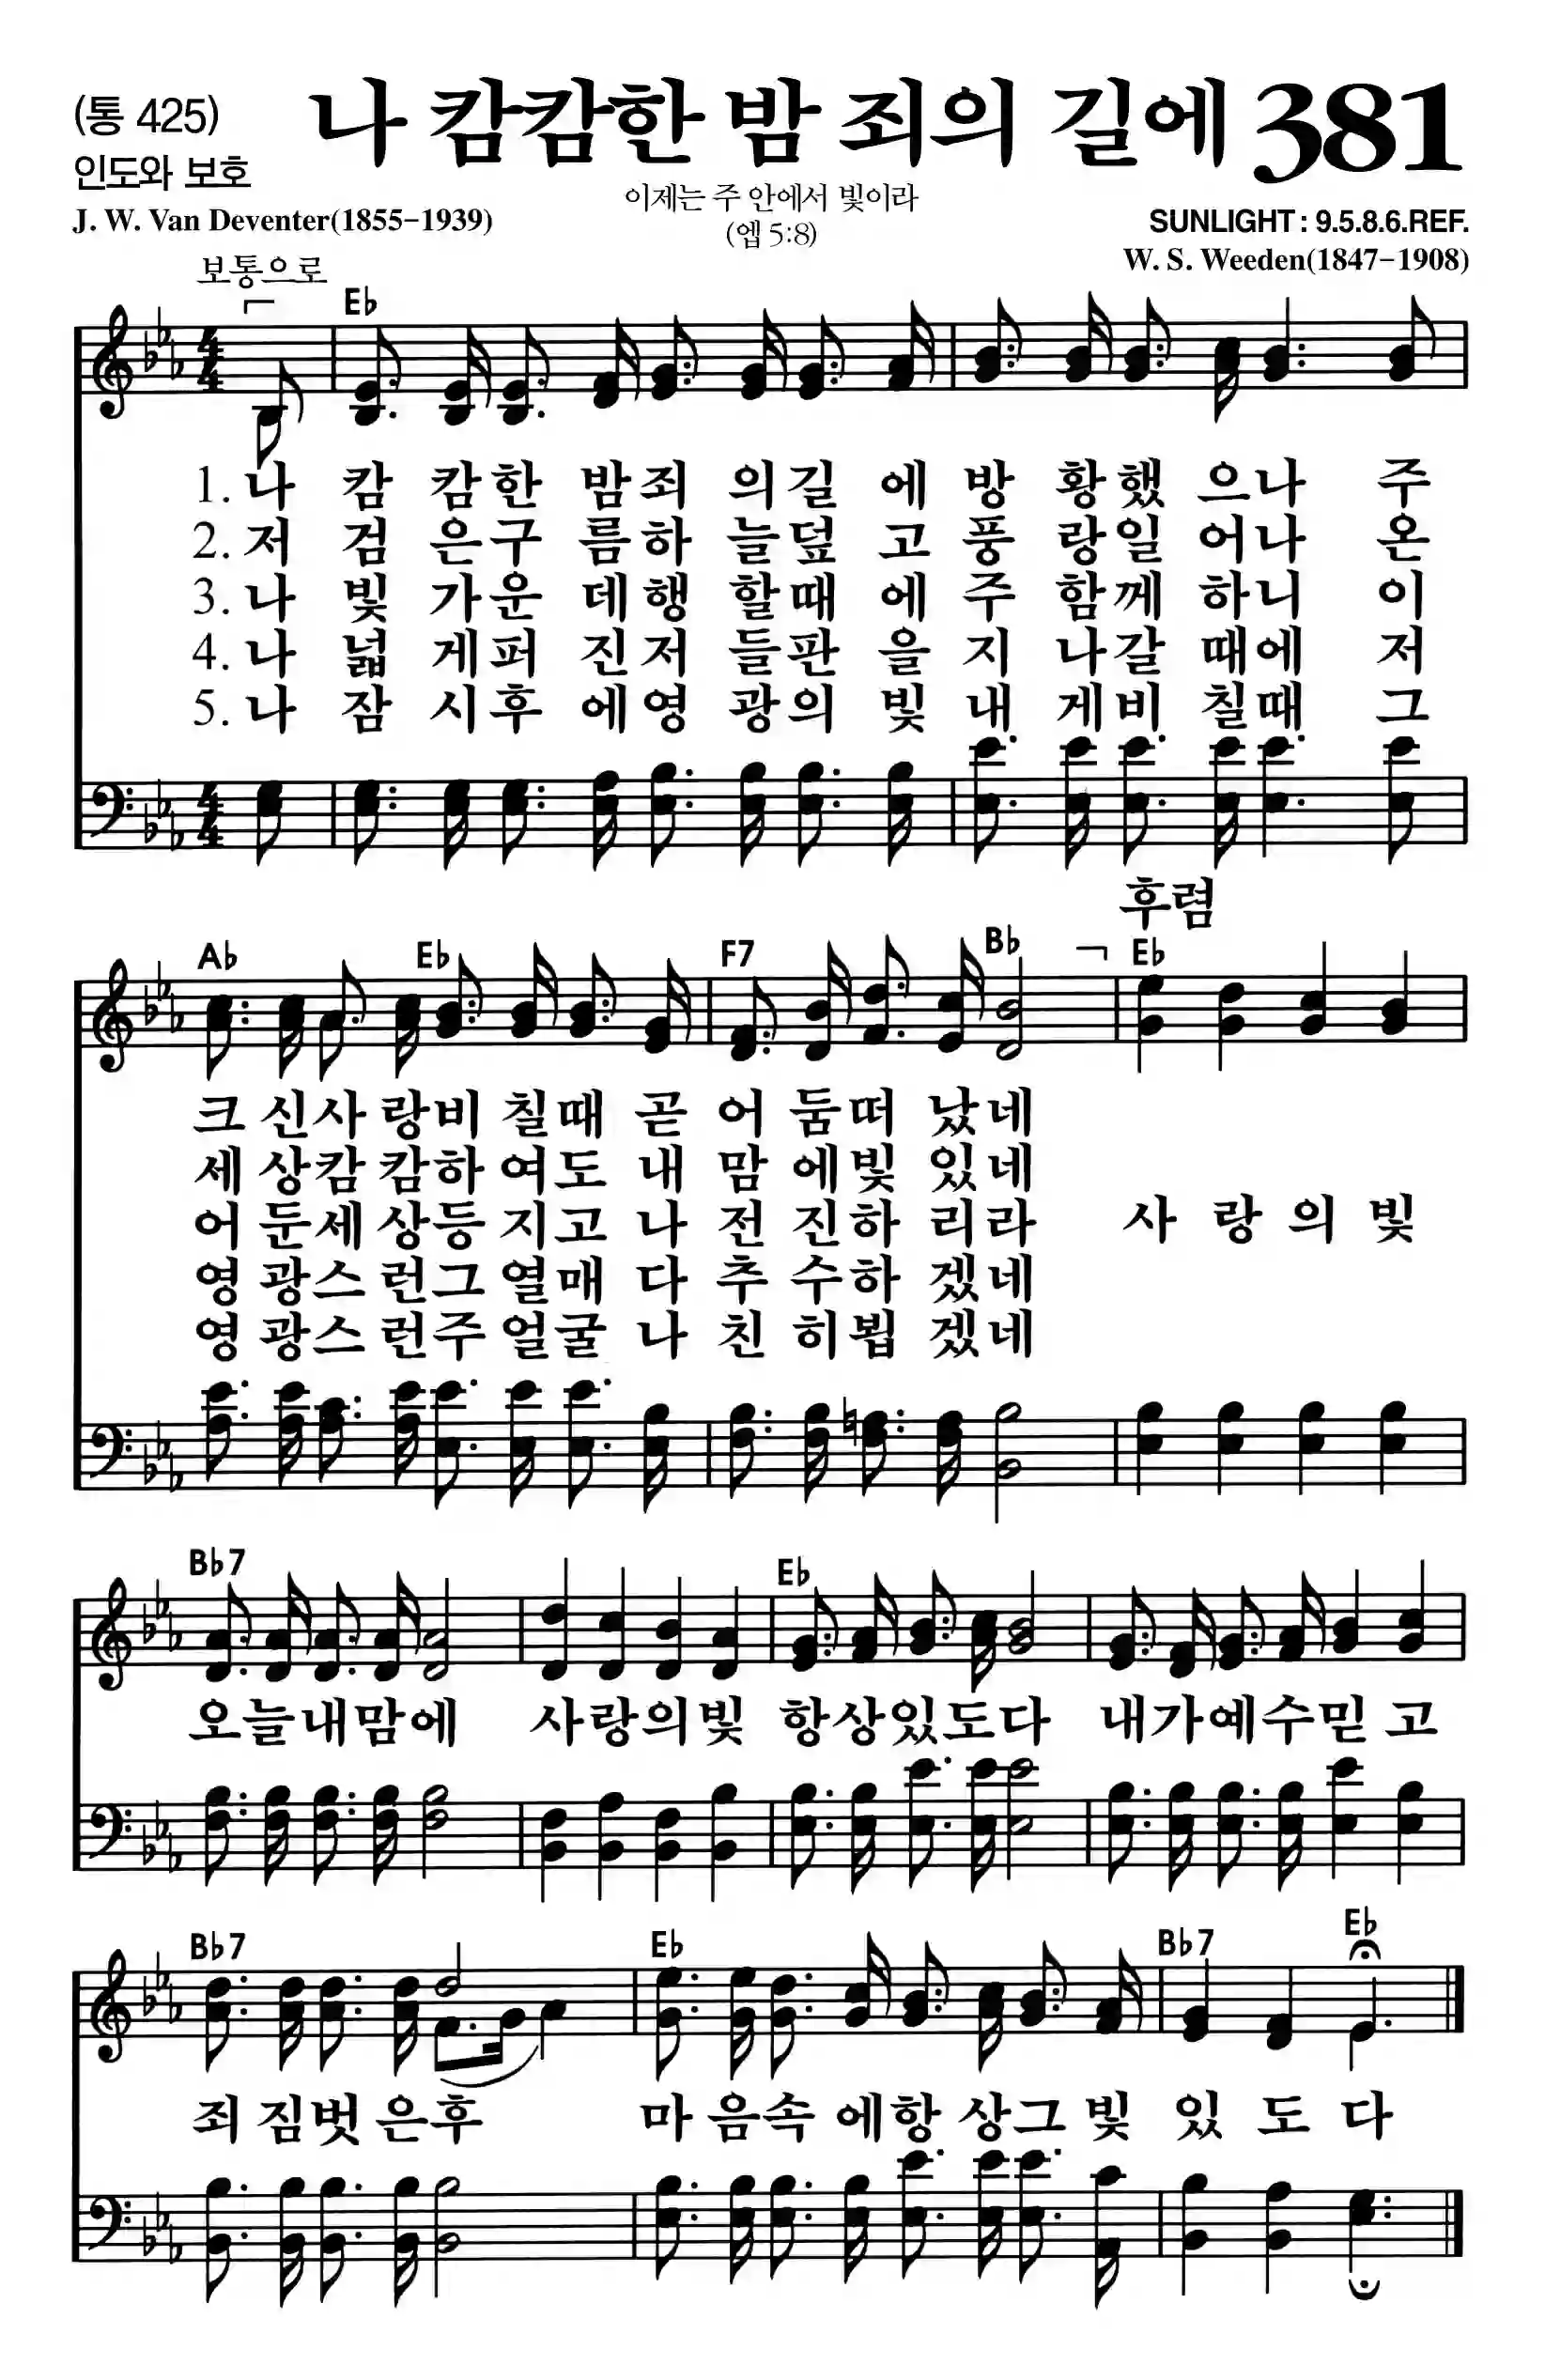 (통 425)
나 캄캄한 밤 죄의 길에 381
인도와 보호
이제는 주 안에서 빛이라
(엡 5:8)
J. W. Van Deventer(1855-1939)
SUNLIGHT : 9.5.8.6.REF.
W. S. Weeden(1847-1908)
보통으로
E♭
1. 나 캄 캄한 밤죄 의길 에 방 황했 으나 주
2. 저 검 은구 름하 늘덮 고 풍 랑일 어나 온
3. 나 빛 가운 데행 할때 에 주 함께 하니 이
4. 나 넓 게퍼 진저 들판 을 지 나갈 때에 저
5. 나 잠 시후 에영 광의 빛 내 게비 칠때 그
후렴
A♭ E♭ F7 B♭ E♭
크 신사 랑비 칠때 곧 어 둠떠 났네
세 상캄 캄하 여도 내 맘 에빛 있네
어 둔세 상등 지고 나 전 진하 리라 사 랑 의 빛
영 광스 런그 열매 다 추 수하 겠네
영 광스 런주 얼굴 나 친 히뵙 겠네
B♭7 E♭
오늘내맘에 사랑의빛 항상있도다 내가예수믿 고
B♭7 E♭ B♭7 E♭
죄 짐벗 은후 마 음속 에항 상그 빛 있 도 다